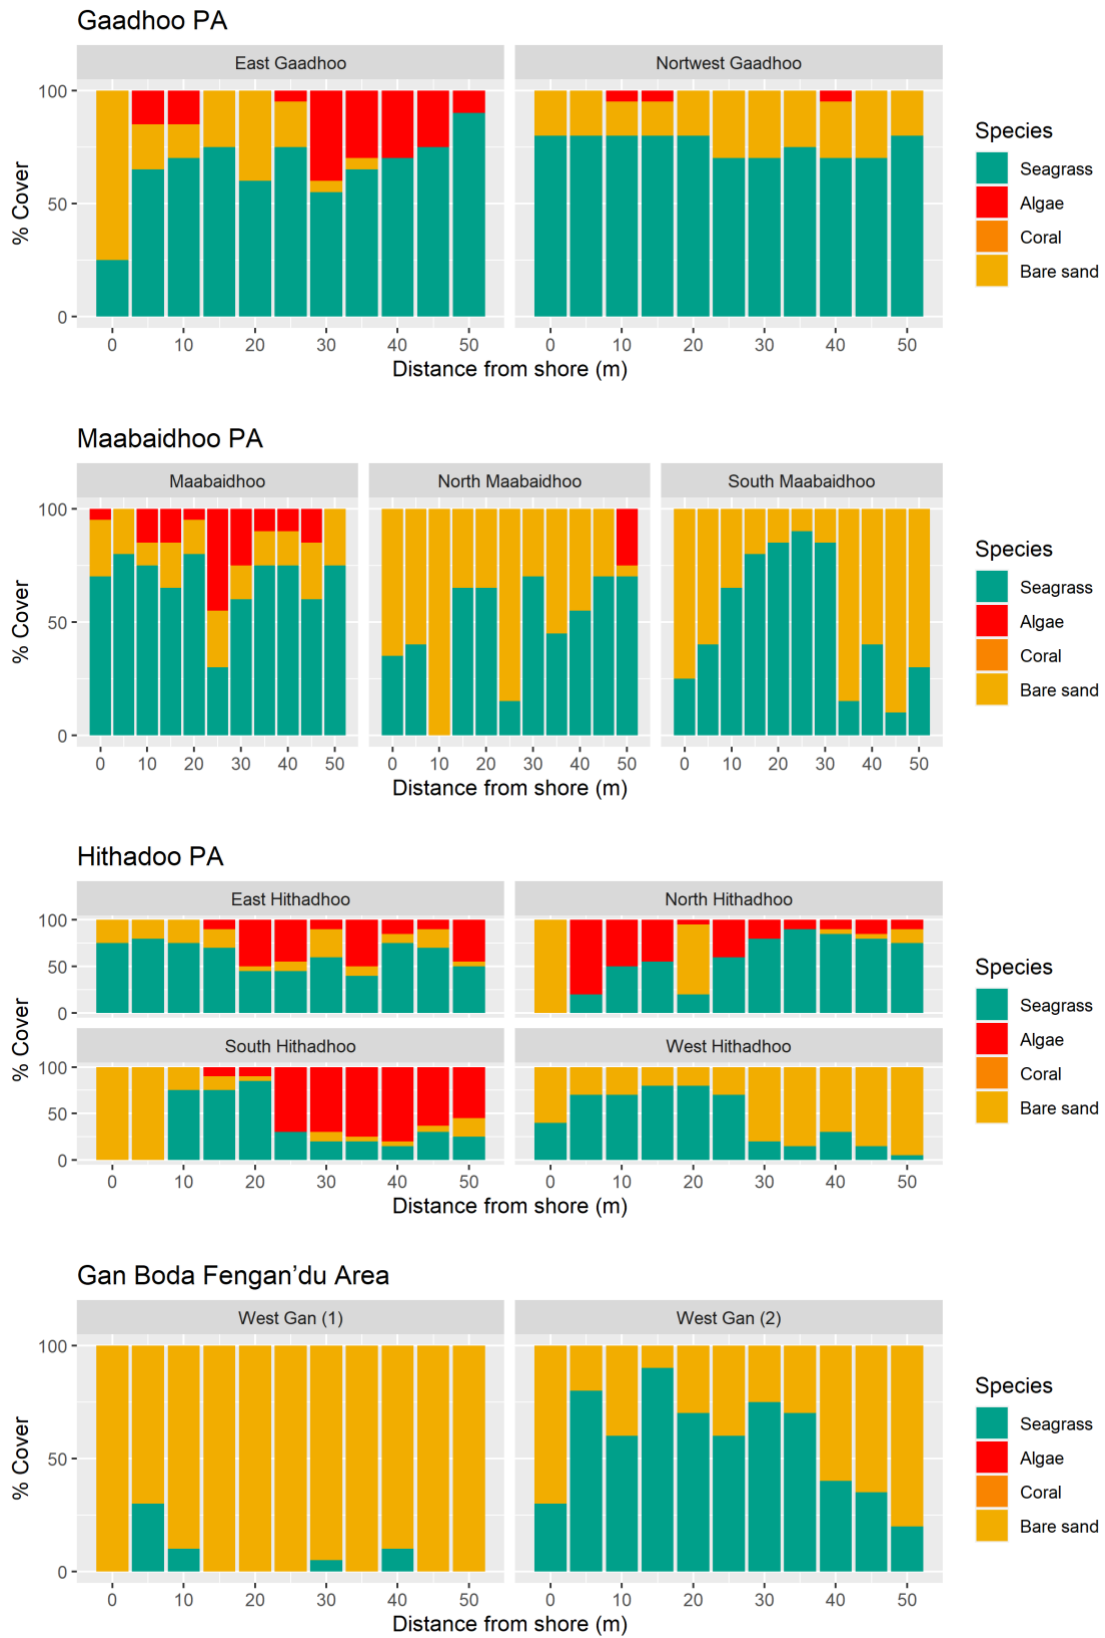 Gaadhoo PA
East Gaadhoo
Nortwest Gaadhoo
% Cover
100
50
0
0 10 20 30 40 50
0 10 20 30 40 50
Distance from shore (m)
Species
Seagrass
Algae
Coral
Bare sand
Maabaidhoo PA
Maabaidhoo
North Maabaidhoo
South Maabaidhoo
% Cover
100
50
0
0 10 20 30 40 50
0 10 20 30 40 50
0 10 20 30 40 50
Distance from shore (m)
Species
Seagrass
Algae
Coral
Bare sand
Hithadoo PA
East Hithadhoo
North Hithadhoo
100
50
0
% Cover
South Hithadhoo
West Hithadhoo
100
50
0
0 10 20 30 40 50
0 10 20 30 40 50
Distance from shore (m)
Species
Seagrass
Algae
Coral
Bare sand
Gan Boda Fengan’du Area
West Gan (1)
West Gan (2)
% Cover
100
50
0
0 10 20 30 40 50
0 10 20 30 40 50
Distance from shore (m)
Species
Seagrass
Algae
Coral
Bare sand